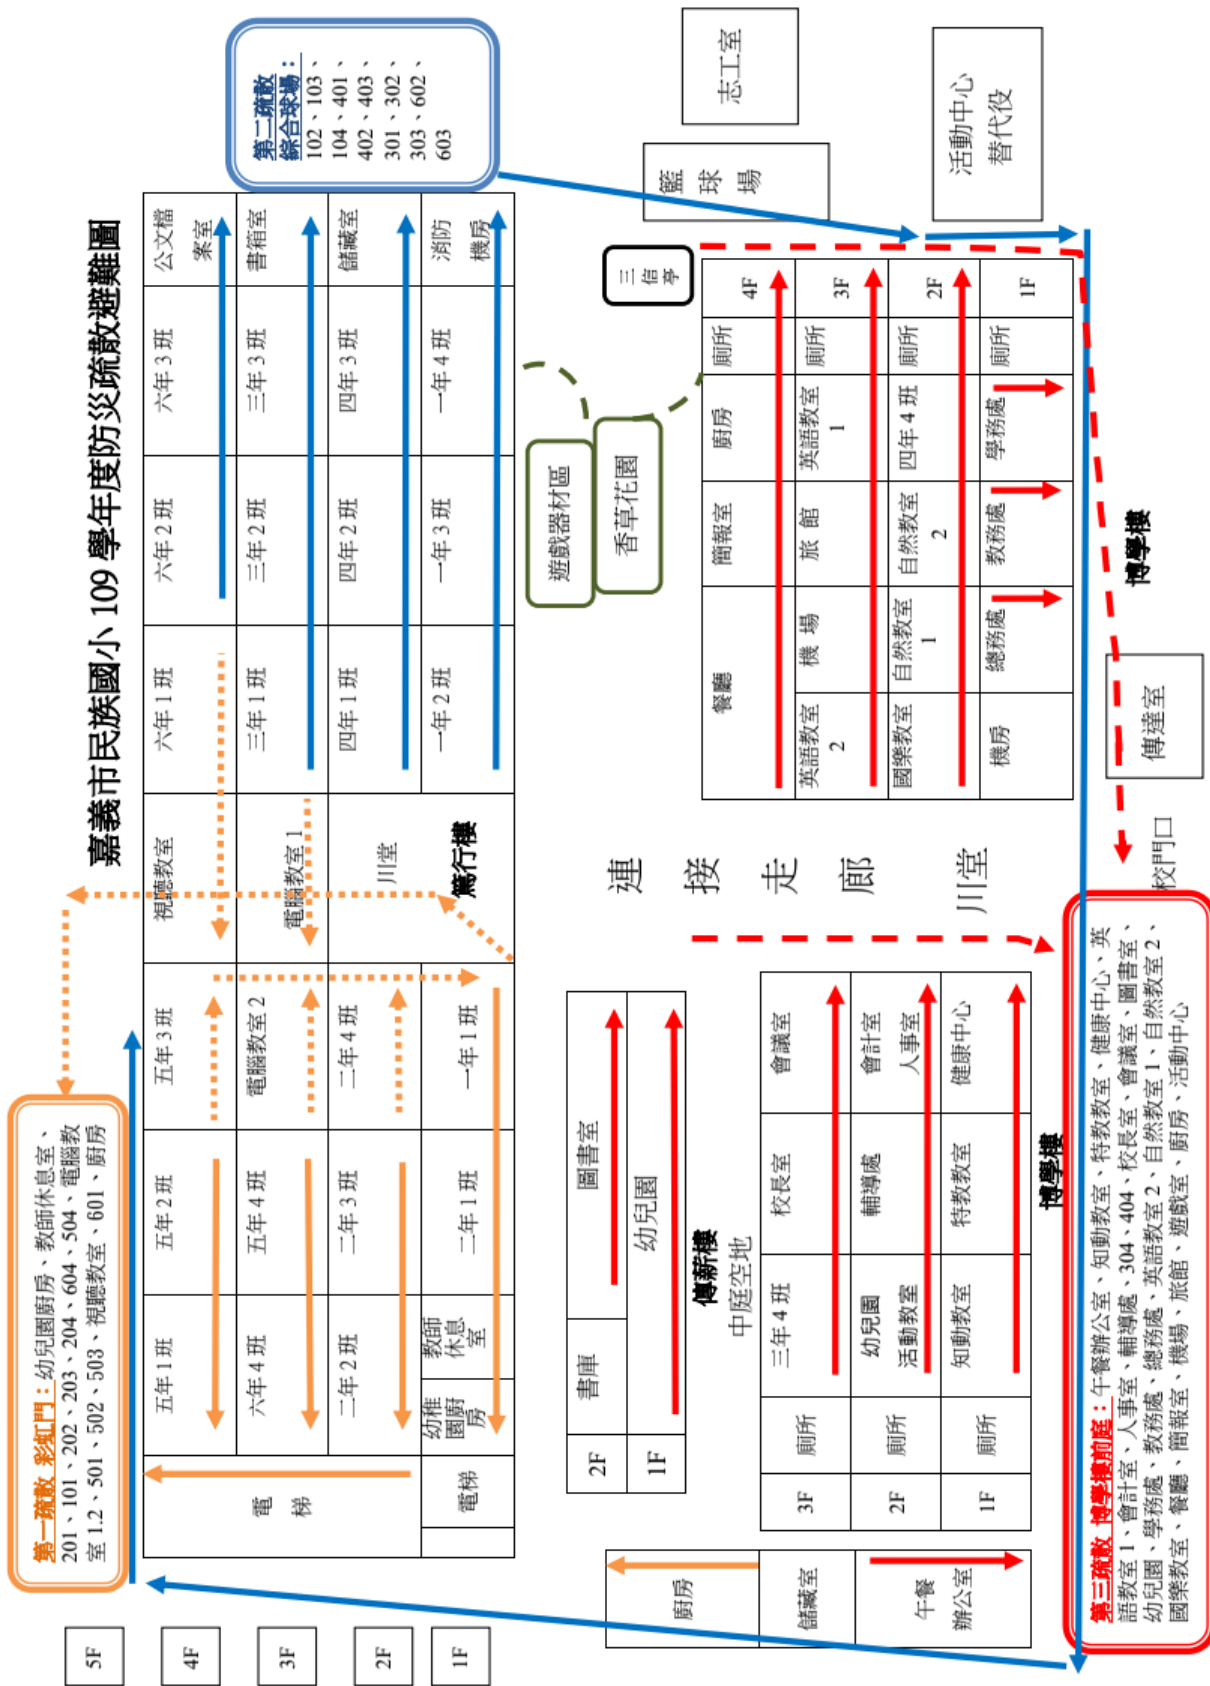 嘉義市民族國小 109 學年度防災疏散避難圖
第一疏散 彩虹門：幼兒園廚房、教師休息室、
201、101、202、203、204、604、504、電腦教
室 1.2、501、502、503、視聽教室、601、廚房
第二疏散
綜合球場：
102、103、
104、401、
402、403、
301、302、
303、602、
603
5F
4F
3F
2F
1F
電
梯
電梯
五年 1 班
五年 2 班
五年 3 班
視聽教室
六年 1 班
六年 2 班
六年 3 班
公文檔
案室
六年 4 班
五年 4 班
電腦教室 2
電腦教室 1
三年 1 班
三年 2 班
三年 3 班
書箱室
二年 2 班
二年 3 班
二年 4 班
川堂
四年 1 班
四年 2 班
四年 3 班
儲藏室
幼稚
園廚
房
教師
休息
室
二年 1 班
一年 1 班
篤行樓
一年 2 班
一年 3 班
一年 4 班
消防
機房
遊戲器材區
香草花園
三
信
亭
籃
球
場
志工室
活動中心
替代役
2F
書庫
圖書室
1F
幼兒園
傳薪樓
中庭空地
連
接
走
廊
川堂
廚房
儲藏室
午餐
辦公室
3F
廁所
三年 4 班
校長室
會議室
2F
廁所
幼兒園
活動教室
輔導處
會計室
人事室
1F
廁所
知動教室
特教教室
健康中心
博學樓
餐廳
簡報室
廚房
廁所
4F
英語教室
2
機 場
旅 館
英語教室
1
廁所
3F
國樂教室
自然教室
1
自然教室
2
四年 4 班
廁所
2F
機房
總務處
教務處
學務處
廁所
1F
博學樓
傳達室
校門口
第三疏散 博學樓前庭：午餐辦公室、知動教室、特教教室、健康中心、英
語教室 1、會計室、人事室、輔導處、304、404、校長室、會議室、圖書室、
幼兒園、學務處、教務處、總務處、英語教室 2、自然教室 1、自然教室 2、
國樂教室、餐廳、簡報室、機場、旅館、遊戲室、廚房、活動中心